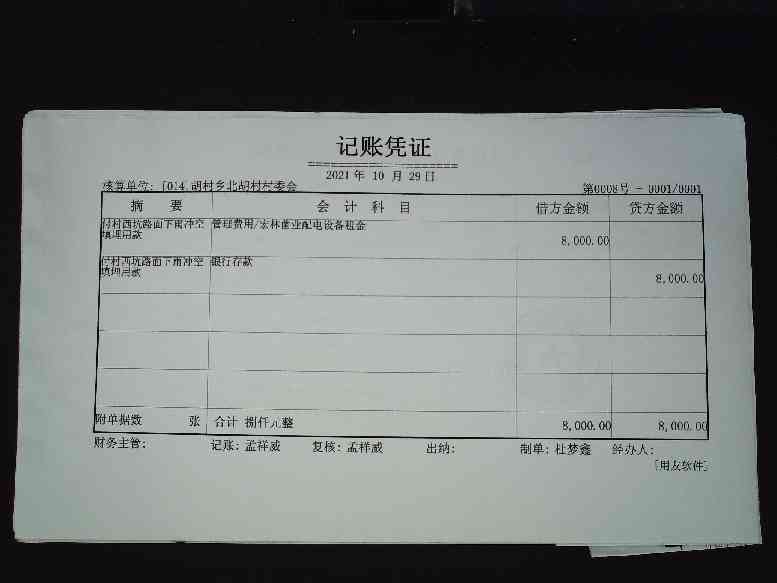 记账凭证
2021 年 10 月 29 日
核算单位: [014]胡村乡北胡村村委会 第0008号 - 0001/0001
摘 要 会 计 科 目 借方金额 贷方金额
付村西坑路面下雨冲空 管理费用/宏林菌业配电设备租金
填埋用款 8,000.00
付村西坑路面下雨冲空 银行存款
填埋用款 8,000.00
附单据数 张 合计 捌仟元整 8,000.00 8,000.00
财务主管: 记账: 孟祥威 复核: 孟祥威 出纳: 制单: 杜梦鑫 经办人:
[用友软件]